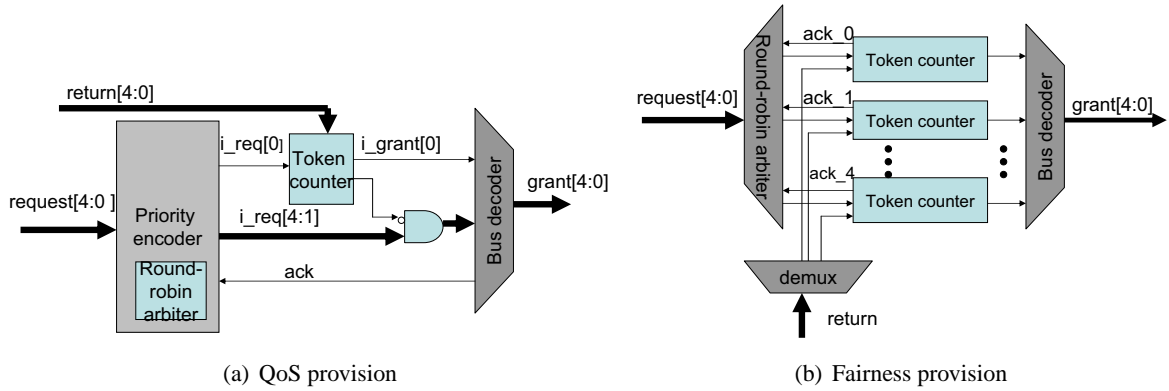 return[4:0]
i_req[0]
Token
counter
i_grant[0]
request[4:0 ]
Priority
encoder
i_req[4:1]
Round-
robin
arbiter
ack
Bus decoder
grant[4:0]
(a) QoS provision
request[4:0]
Round-robin
arbiter
ack_0
Token counter
ack_1
Token counter
ack_4
Token counter
Bus decoder
grant[4:0]
demux
return
(b) Fairness provision